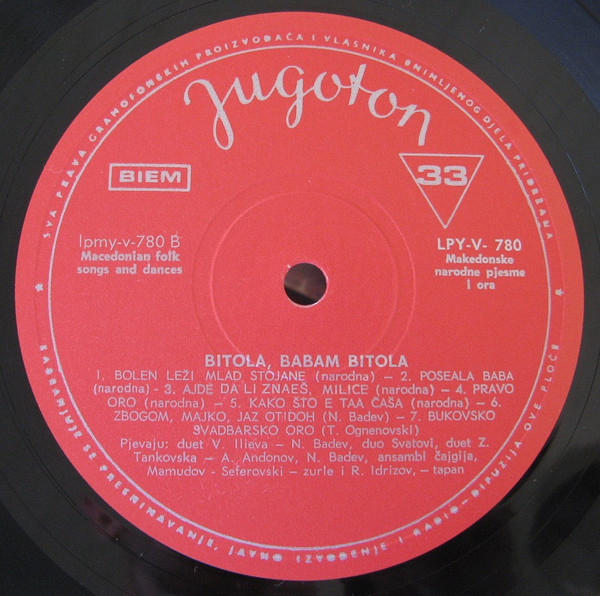 SVA PRAVA GRAMOFONSKIH PROIZVOĐAČA I VLASNIKA SNIMLJENOG DJELA PRIDRŽANA
Jugoton
BIEM
33
lpmy-v-780 B
Macedonian folk
songs and dances
LPY-V- 780
Makedonske
narodne pjesme
i ora
BITOLA, BABAM BITOLA
1. BOLEN LEŽI MLAD STOJANE (narodna) — 2. POSEALA BABA
(narodna) - 3. AJDE DA LI ZNAEŠ, MILICE (narodna) — 4. PRAVO
ORO (narodna) — 5. KAKO ŠTO E TAA ČAŠA (narodna) — 6.
ZBOGOM, MAJKO, JAZ OTIDOH (N. Badev) — 7. BUKOVSKO
SVADBARSKO ORO (T. Ognenovski)
Pjevaju: duet V. Ilieva — N. Badev, duo Svatovi, duet Z.
Tankovska — A. Andonov, N. Badev, ansambl čajgija,
Mamudov - Seferovski — zurle i R. Idrizov, — tapan
ZABRANJUJE SE PRESNIMAVANJE, JAVNO IZVOĐENJE I RADIO-DIFUZIJA OVE PLOČE